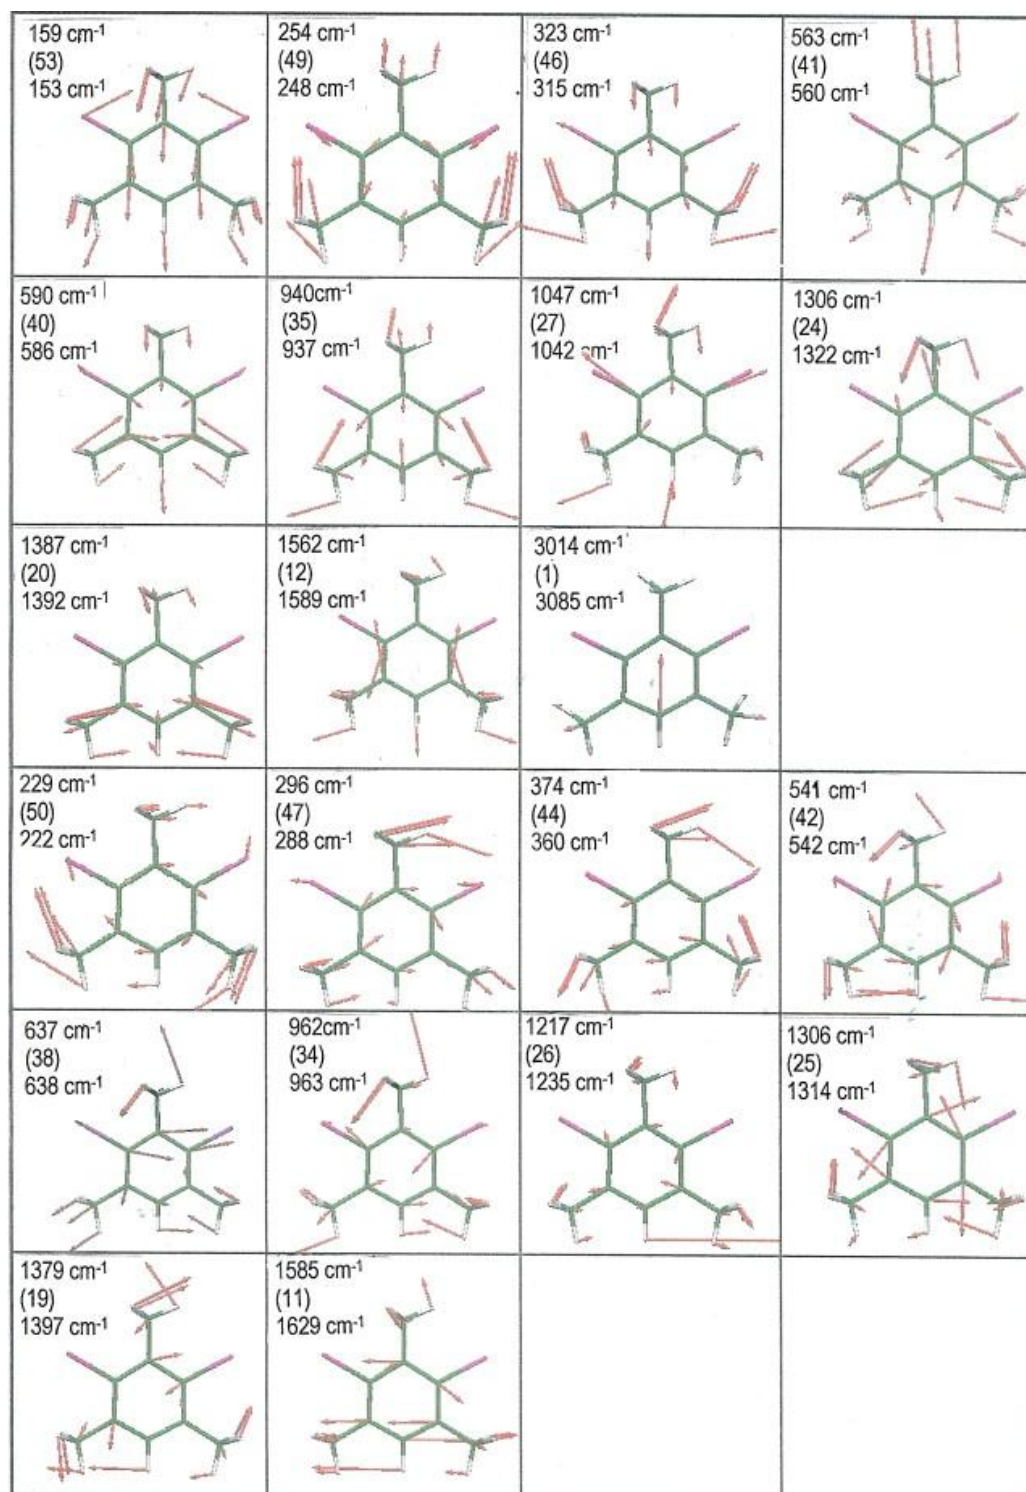 159 cm-1
(53)
153 cm-1
254 cm-1
(49)
248 cm-1
323 cm-1
(46)
315 cm-1
563 cm-1
(41)
560 cm-1
590 cm-1
(40)
586 cm-1
940cm-1
(35)
937 cm-1
1047 cm-1
(27)
1042 cm-1
1306 cm-1
(24)
1322 cm-1
1387 cm-1
(20)
1392 cm-1
1562 cm-1
(12)
1589 cm-1
3014 cm-1
(1)
3085 cm-1
229 cm-1
(50)
222 cm-1
296 cm-1
(47)
288 cm-1
374 cm-1
(44)
360 cm-1
541 cm-1
(42)
542 cm-1
637 cm-1
(38)
638 cm-1
962cm-1
(34)
963 cm-1
1217 cm-1
(26)
1235 cm-1
1306 cm-1
(25)
1314 cm-1
1379 cm-1
(19)
1397 cm-1
1585 cm-1
(11)
1629 cm-1